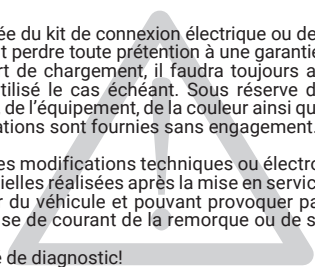 ée du kit de connexion électrique ou de
t perdre toute prétention à une garantie
rt de chargement, il faudra toujours a
tilisé le cas échéant. Sous réserve d
, de l'équipement, de la couleur ainsi qu
ations sont fournies sans engagement.
es modifications techniques ou électro
ielles réalisées après la mise en servic
r du véhicule et pouvant provoquer pa
ise de courant de la remorque ou de s
e de diagnostic!